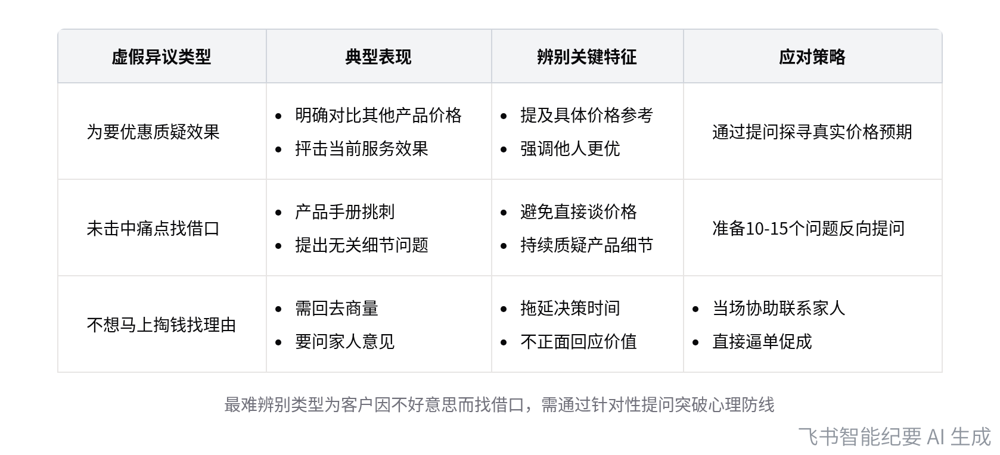 虚假异议类型 典型表现 辨别关键特征 应对策略
为要优惠质疑效果
• 明确对比其他产品价格
• 抨击当前服务效果
• 提及具体价格参考
• 强调他人更优
通过提问探寻真实价格预期
未击中痛点找借口
• 产品手册挑刺
• 提出无关细节问题
• 避免直接谈价格
• 持续质疑产品细节
准备10-15个问题反向提问
不想马上掏钱找理由
• 需回去商量
• 要问家人意见
• 拖延决策时间
• 不正面回应价值
• 当场协助联系家人
• 直接逼单促成
最难辨别类型为客户因不好意思而找借口，需通过针对性提问突破心理防线
飞书智能纪要 AI 生成